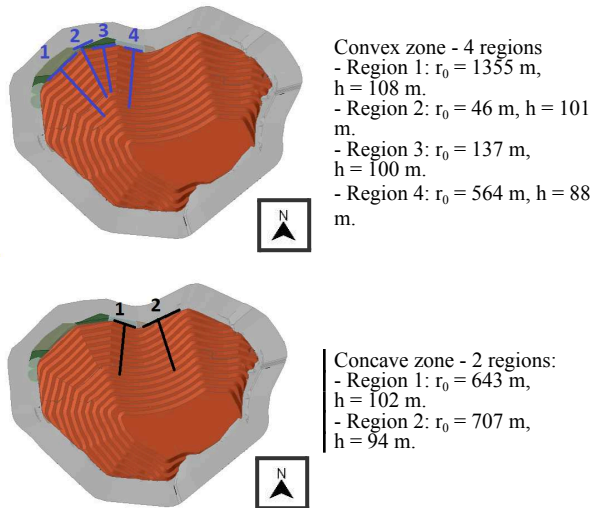 1
2
3
4
Convex zone - 4 regions
- Region 1: r₀ = 1355 m,
h = 108 m.
- Region 2: r₀ = 46 m, h = 101
m.
- Region 3: r₀ = 137 m,
h = 100 m.
- Region 4: r₀ = 564 m, h = 88
m.
N
1
2
Concave zone - 2 regions:
- Region 1: r₀ = 643 m,
h = 102 m.
- Region 2: r₀ = 707 m,
h = 94 m.
N